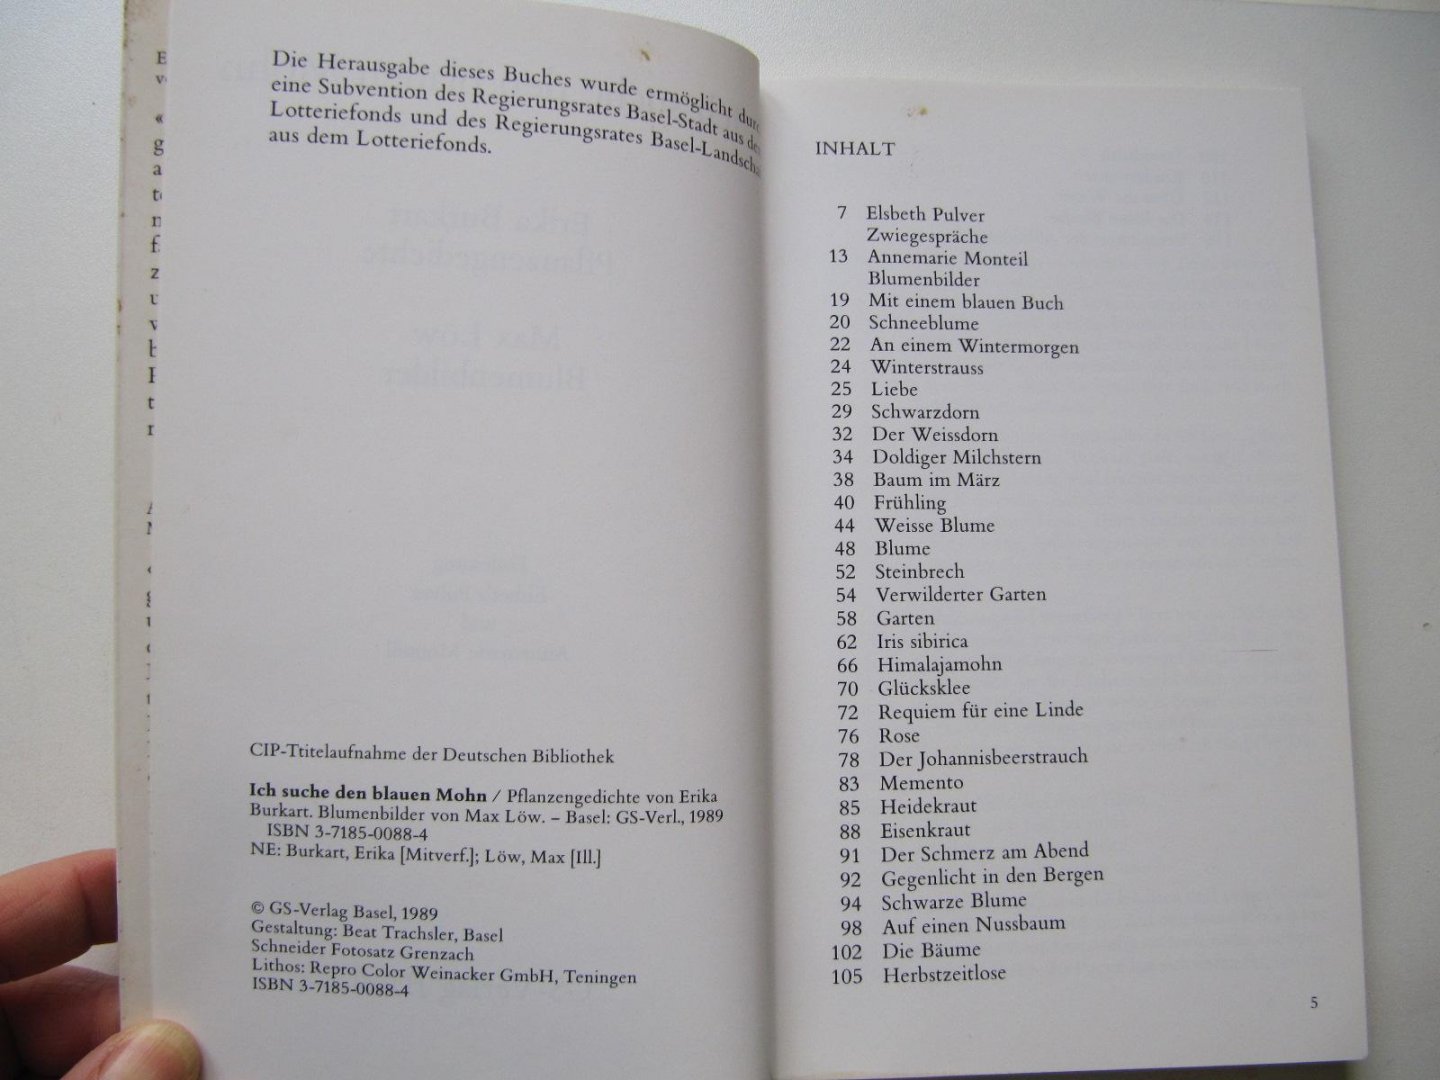 Die Herausgabe dieses Buches wurde ermöglicht
eine Subvention des Regierungsrates Basel-Stadt aus
Lotteriefonds und des Regierungsrates
aus dem Lotteriefonds.
CIP-Ttitelaufnahme der Deutschen Bibliothek
Ich suche den blauen Mohn / Pflanzengedichte von Erika
Burkart. Blumenbilder von Max Löw. – Basel: GS-Verl., 1989
ISBN 3-7185-0088-4
NE: Burkart, Erika [Mitverf.]; Löw, Max [Ill.]
© GS-Verlag Basel, 1989
Gestaltung: Beat Trachsler, Basel
Schneider Fotosatz Grenzach
Lithos: Repro Color Weinacker GmbH, Teningen
ISBN 3-7185-0088-4
INHALT
7 Elsbeth Pulver
Zwiegespräche
13 Annemarie Monteil
Blumenbilder
19 Mit einem blauen Buch
20 Schneeblume
22 An einem Wintermorgen
24 Winterstrauss
25 Liebe
29 Schwarzdorn
32 Der Weissdorn
34 Doldiger Milchstern
38 Baum im März
40 Frühling
44 Weisse Blume
48 Blume
52 Steinbrech
54 Verwilderter Garten
58 Garten
62 Iris sibirica
66 Himalajamohn
70 Glücksklee
72 Requiem für eine Linde
76 Rose
78 Der Johannisbeerstrauch
83 Memento
85 Heidekraut
88 Eisenkraut
91 Der Schmerz am Abend
92 Gegenlicht in den Bergen
94 Schwarze Blume
98 Auf einen Nussbaum
102 Die Bäume
105 Herbstzeitlose
5